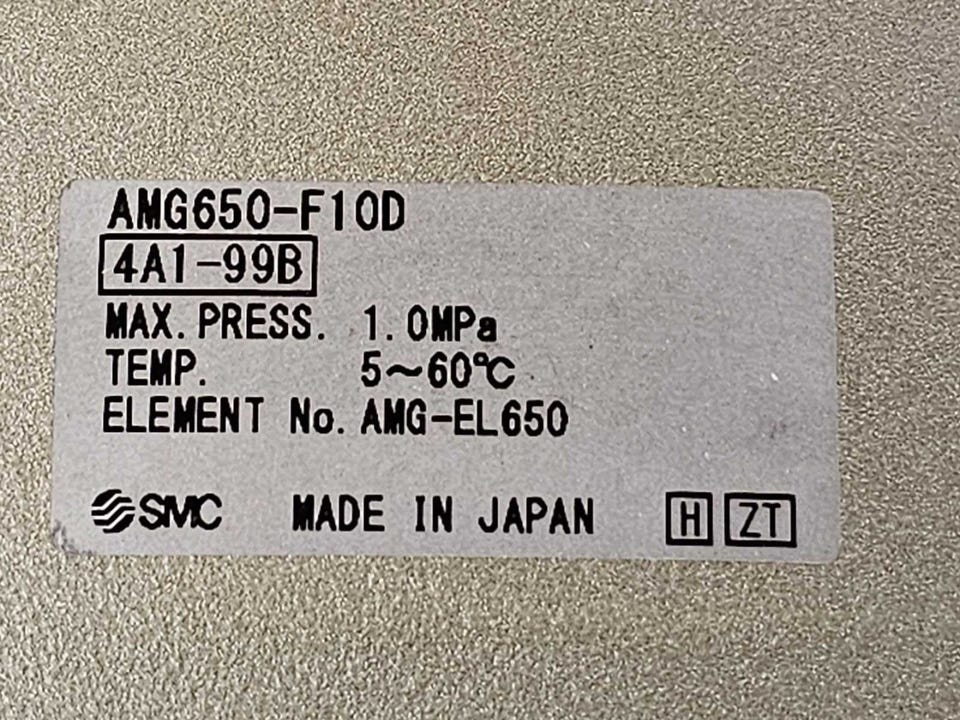 AMG650-F10D
4A1-99B
MAX. PRESS. 1.0MPa
TEMP. 5~60℃
ELEMENT No. AMG-EL650
SMC MADE IN JAPAN H ZT